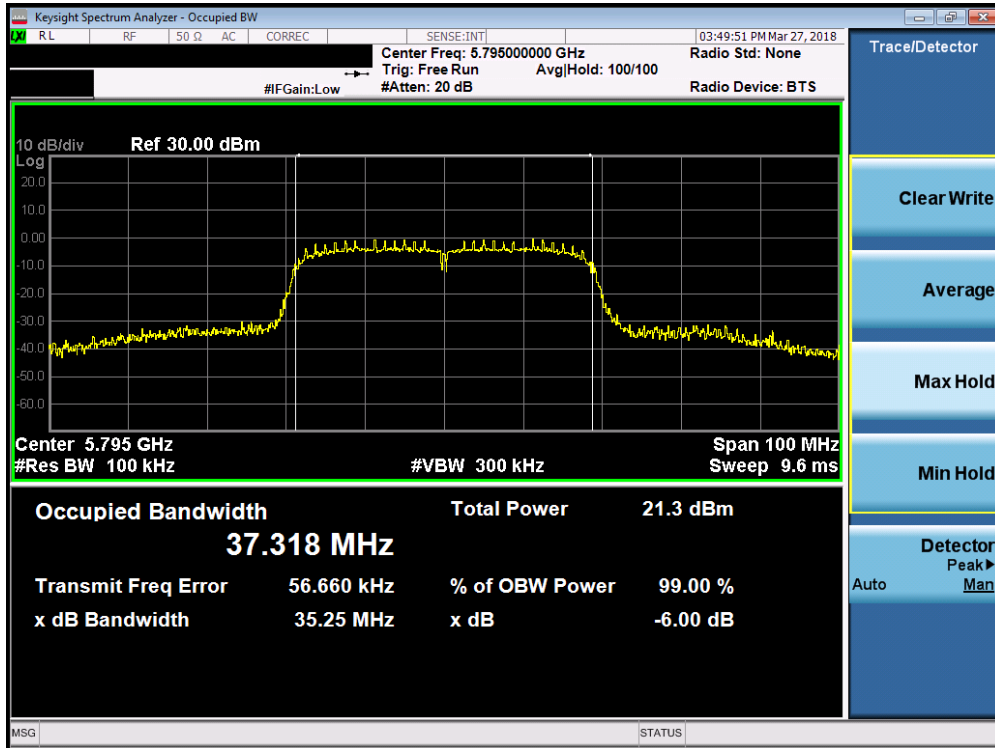 Keysight Spectrum Analyzer - Occupied BW
LXI RL RF 50 Ω AC CORREC SENSE:INT 03:49:51 PM Mar 27, 2018
Center Freq: 5.795000000 GHz Radio Std: None
Trig: Free Run Avg|Hold: 100/100
#IFGain:Low #Atten: 20 dB Radio Device: BTS
10 dB/div Ref 30.00 dBm
Log
20.0
10.0
0.00
-10.0
-20.0
-30.0
-40.0
-50.0
-60.0
Center 5.795 GHz Span 100 MHz
#Res BW 100 kHz #VBW 300 kHz Sweep 9.6 ms
Occupied Bandwidth Total Power 21.3 dBm
37.318 MHz
Transmit Freq Error 56.660 kHz % of OBW Power 99.00 %
x dB Bandwidth 35.25 MHz x dB -6.00 dB
MSG STATUS
Trace/Detector
Clear Write
Average
Max Hold
Min Hold
Detector
Peak▶
Auto Man